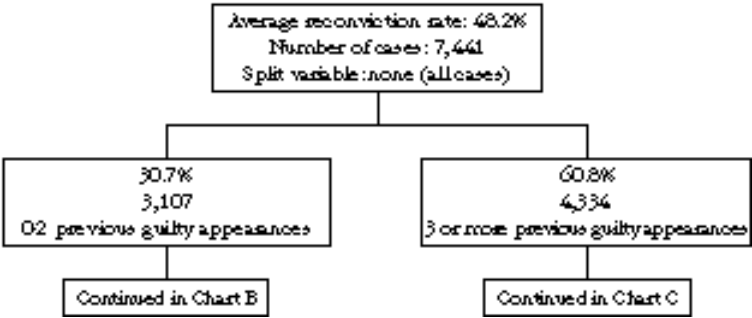 Average reconviction rate: 48.2%
Number of cases: 7,441
Split variable: none (all cases)
30.7%
3,107
02 previous guilty appearances
60.8%
4,334
3 or more previous guilty appearances
Continued in Chart B
Continued in Chart C